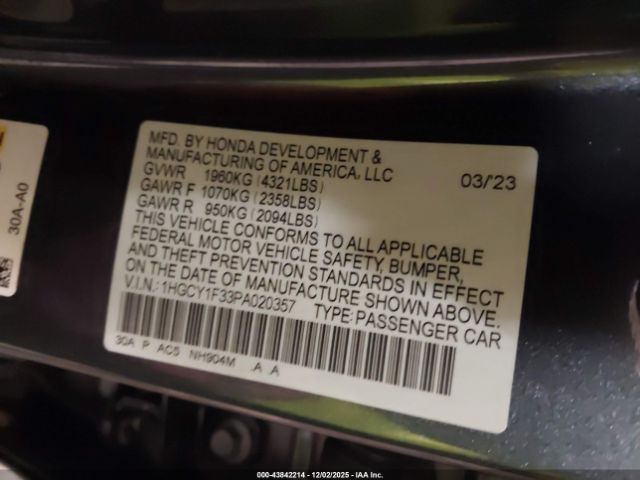 MFD. BY HONDA DEVELOPMENT &
MANUFACTURING OF AMERICA, LLC
GVWR 1960KG (4321LBS) 03/'23
GAWR F 1070KG (2358LBS)
GAWR R 950KG (2094LBS)
THIS VEHICLE CONFORMS TO ALL APPLICABLE
FEDERAL MOTOR VEHICLE SAFETY, BUMPER,
AND THEFT PREVENTION STANDARDS IN EFFECT
ON THE DATE OF MANUFACTURE SHOWN ABOVE.
V.I.N.: 1HGCY1F33PA020357 TYPE: PASSENGER CAR
30A P AC5 NH904M .A .A
30A-A0
000-43842214 - 12/02/2025 - IAA Inc.